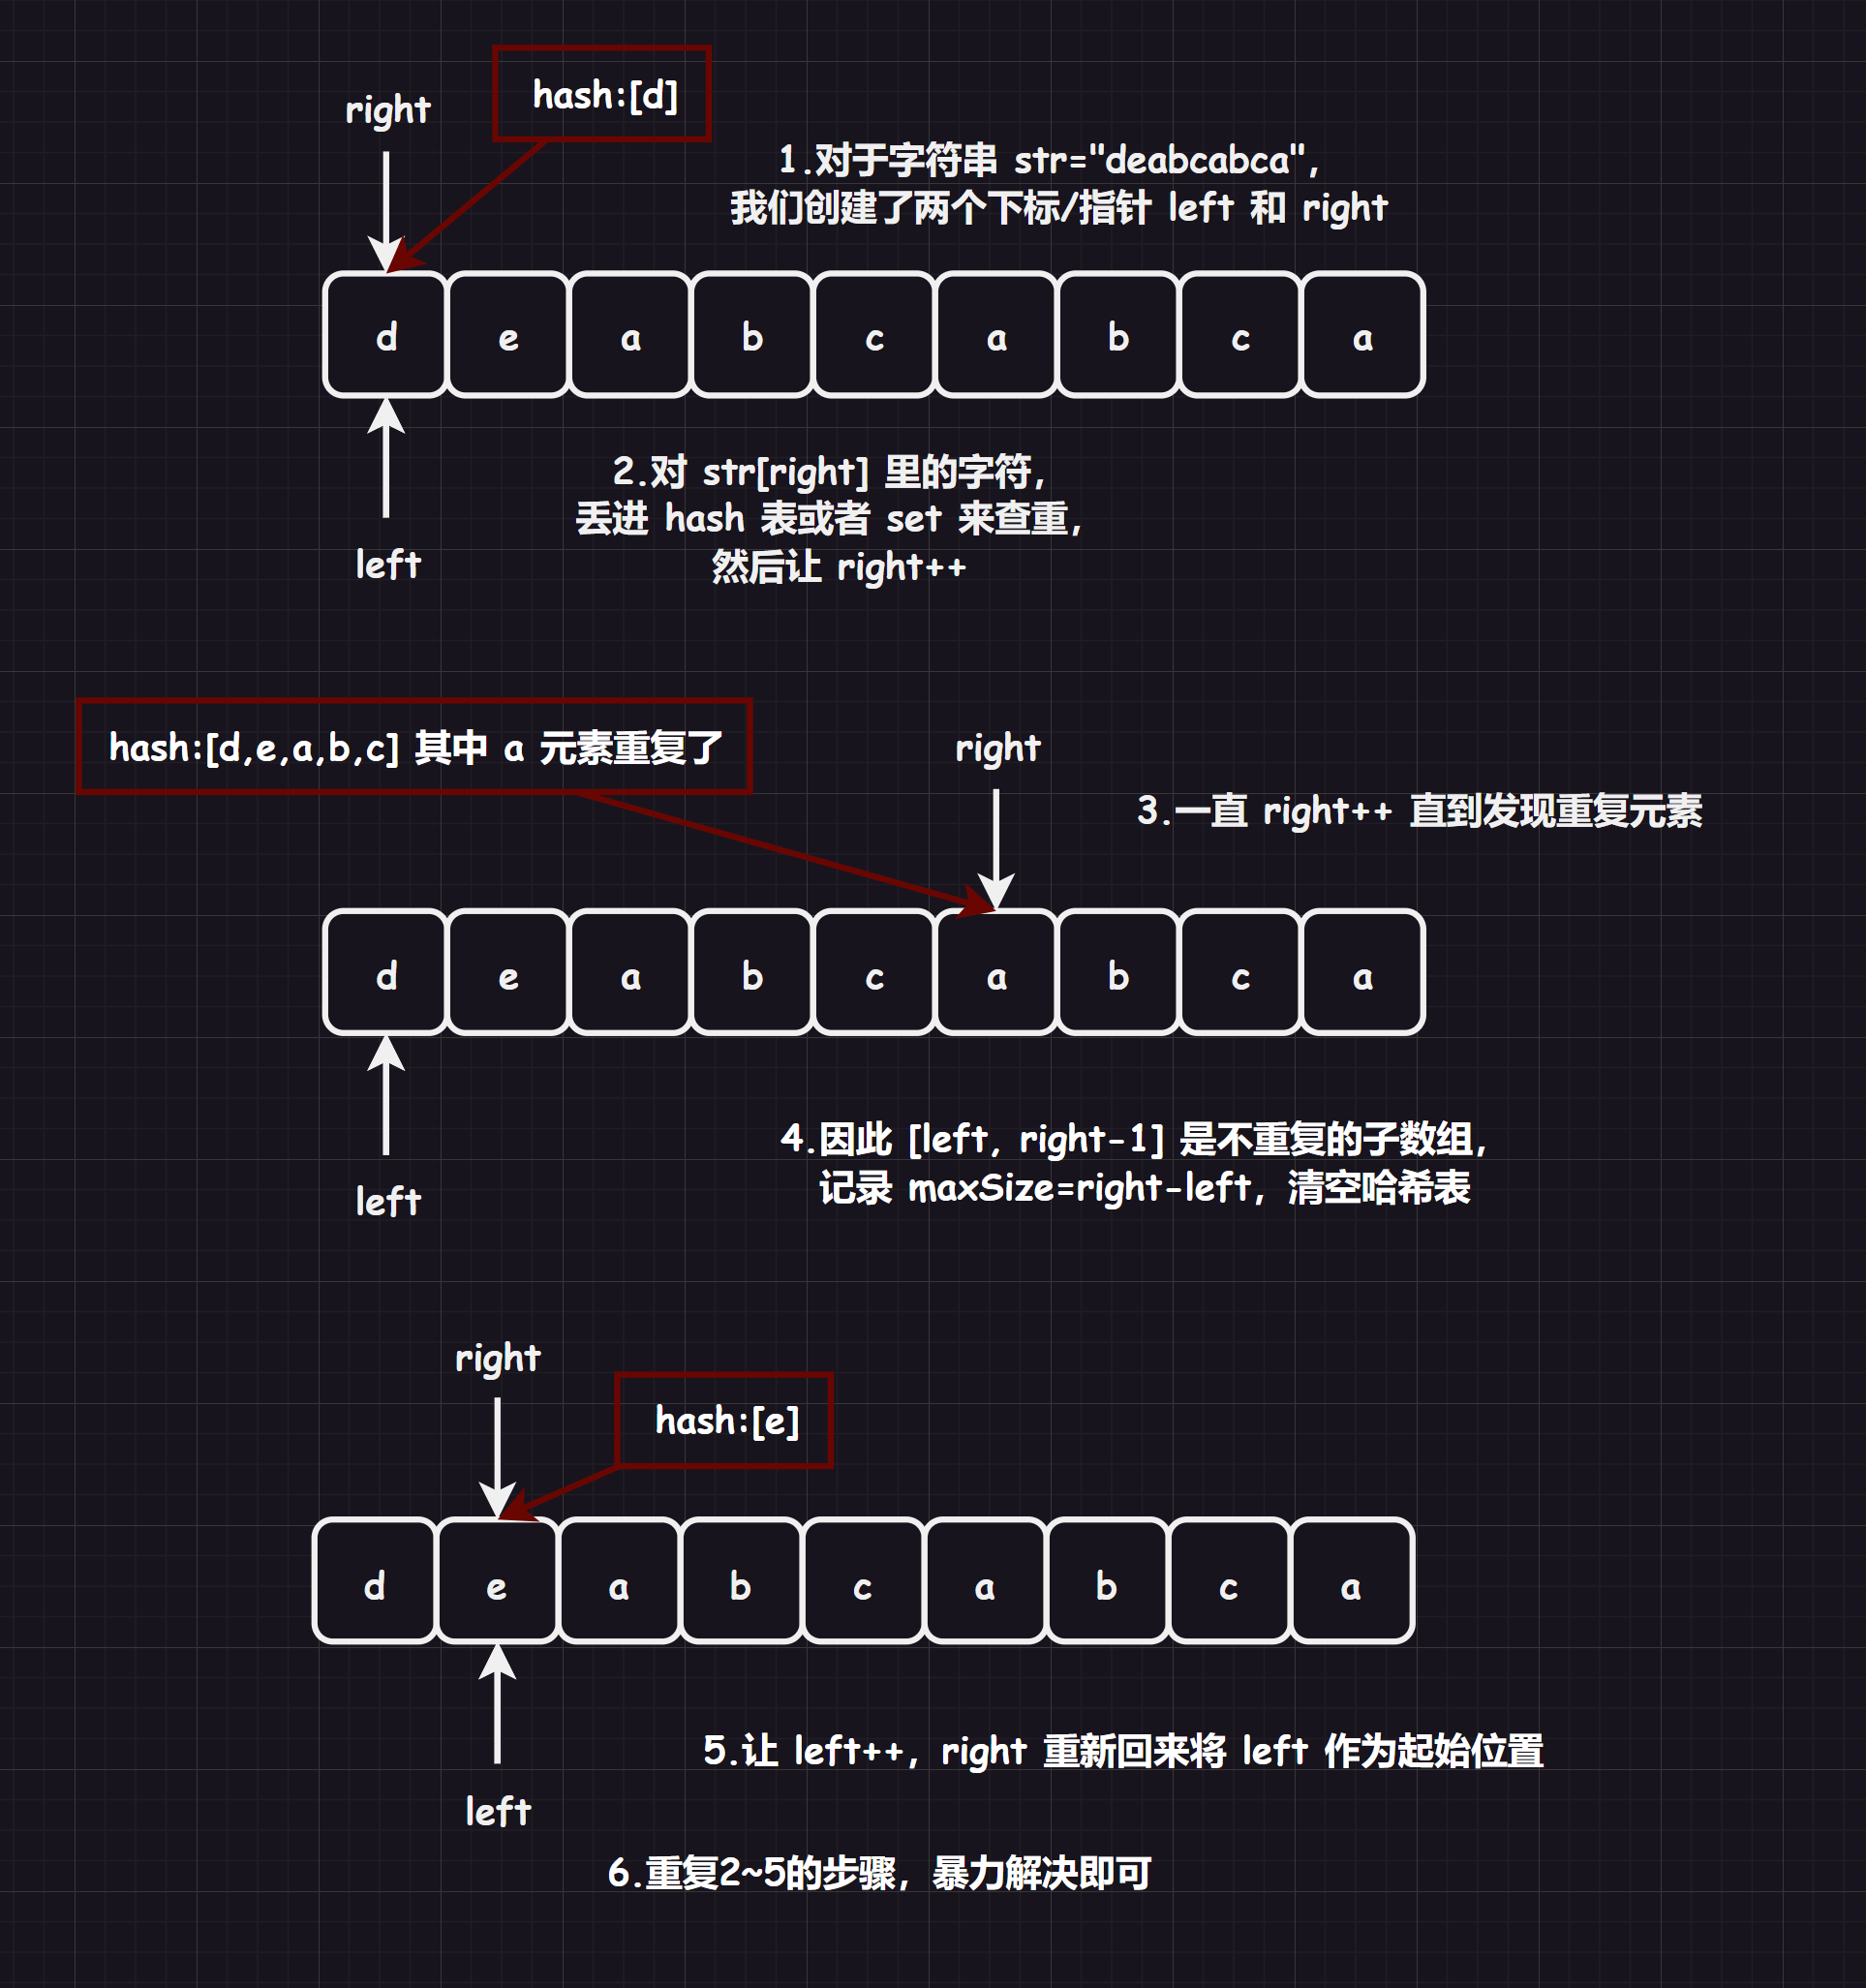 hash:[d]
right
1.对于字符串 str="deabcabca",
我们创建了两个下标/指针 left 和 right
d e a b c a b c a
2.对 str[right] 里的字符，
丢进 hash 表或者 set 来查重，
然后让 right++
left
hash:[d,e,a,b,c] 其中 a 元素重复了
right
3.一直 right++ 直到发现重复元素
d e a b c a b c a
4.因此 [left, right-1] 是不重复的子数组，
记录 maxSize=right-left，清空哈希表
left
right
hash:[e]
d e a b c a b c a
5.让 left++，right 重新回来将 left 作为起始位置
left
6.重复2~5的步骤，暴力解决即可